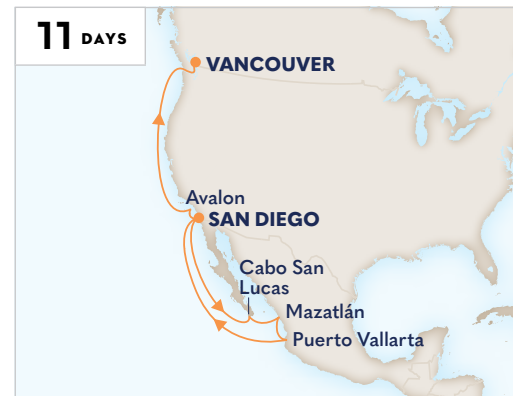 11 DAYS
VANCOUVER
Avalon
SAN DIEGO
Cabo San
Lucas
Mazatlán
Puerto Vallarta